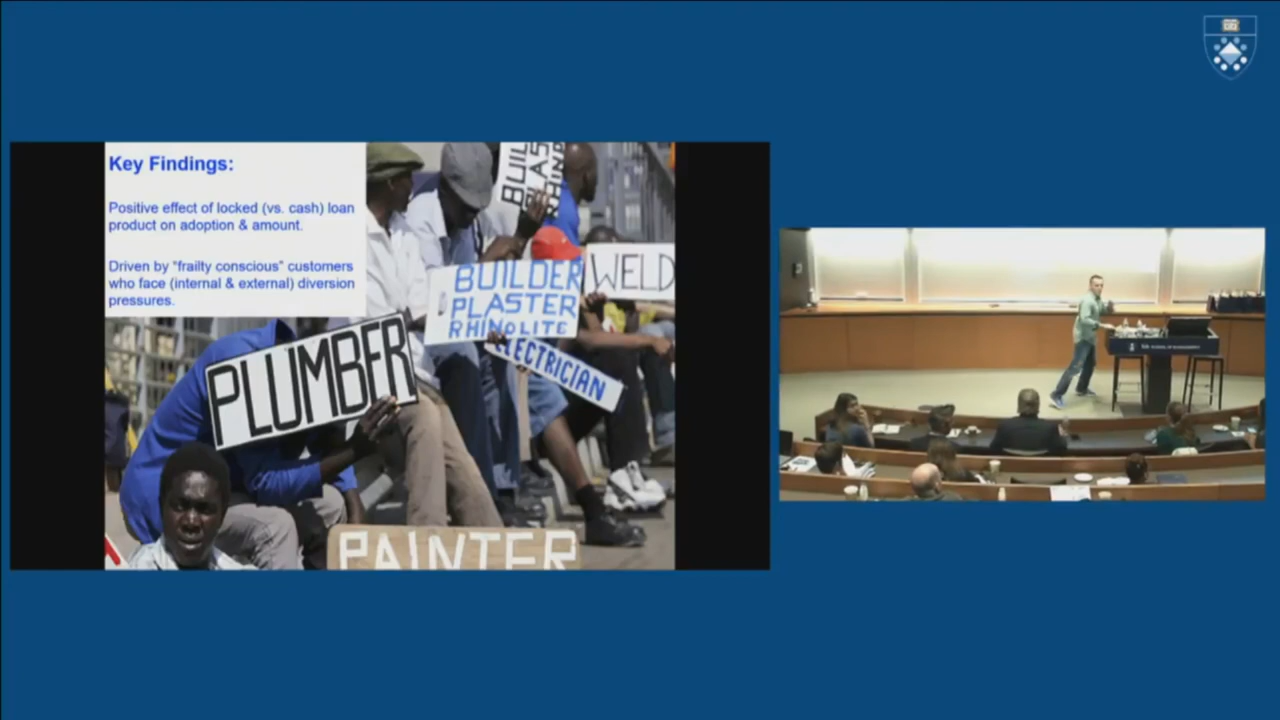 Key Findings:
Positive effect of locked (vs. cash) loan
product on adoption & amount.
Driven by "frailty conscious" customers
who face (internal & external) diversion
pressures.
BUILDER
PLASTER
RHINOLITE
WELD
ELECTRICIAN
PLUMBER
PAINTER